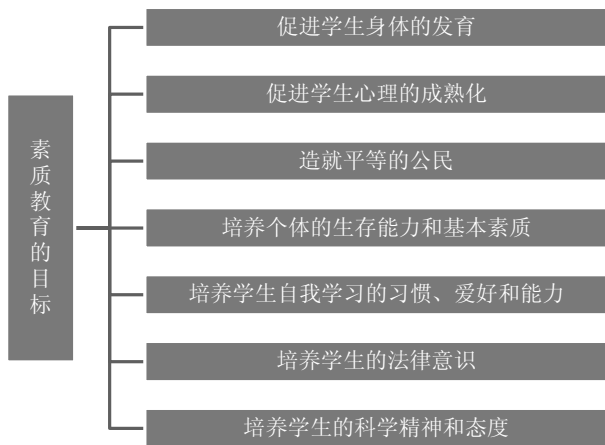 素质教育的目标
促进学生身体的发育
促进学生心理的成熟化
造就平等的公民
培养个体的生存能力和基本素质
培养学生自我学习的习惯、爱好和能力
培养学生的法律意识
培养学生的科学精神和态度